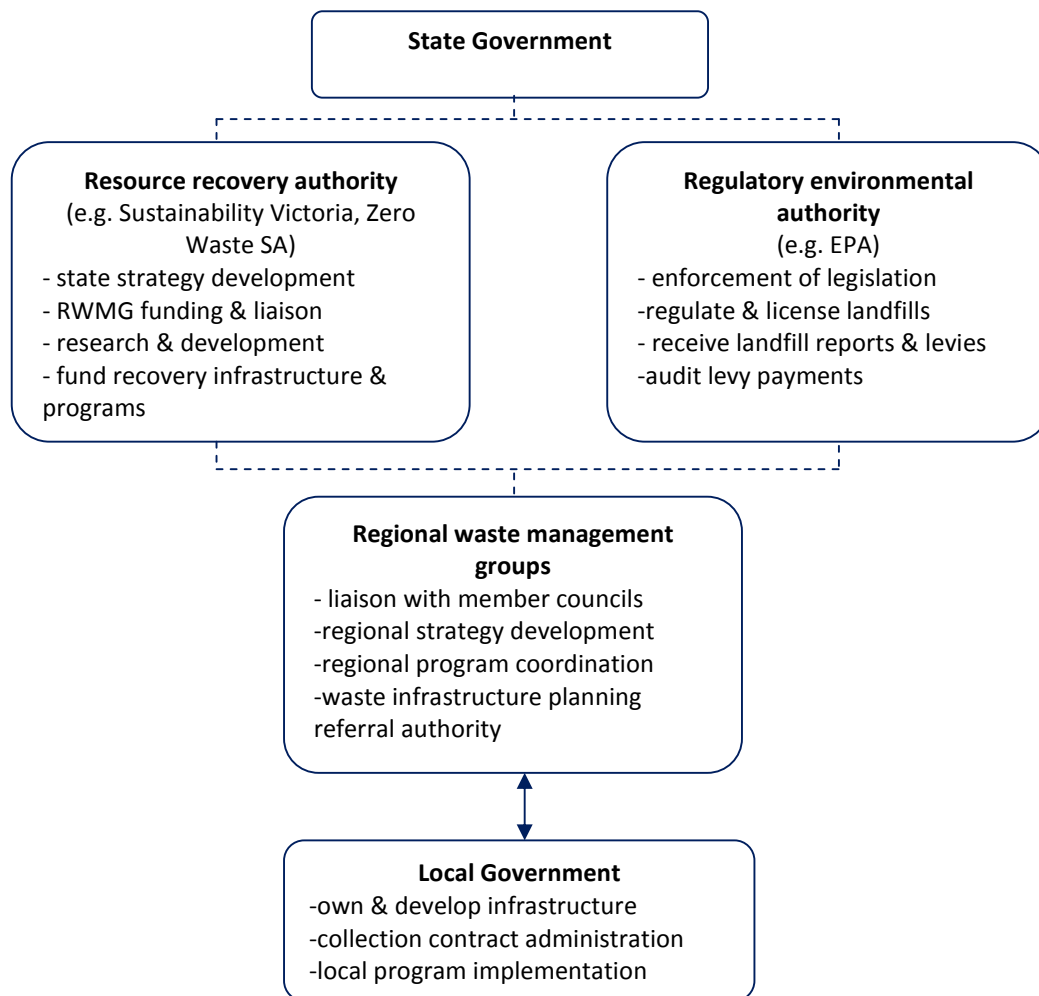 State Government
Resource recovery authority
(e.g. Sustainability Victoria, Zero
Waste SA)
- state strategy development
- RWMG funding & liaison
- research & development
- fund recovery infrastructure &
programs
Regulatory environmental
authority
(e.g. EPA)
- enforcement of legislation
-regulate & license landfills
- receive landfill reports & levies
-audit levy payments
Regional waste management
groups
- liaison with member councils
-regional strategy development
-regional program coordination
-waste infrastructure planning
referral authority
Local Government
-own & develop infrastructure
-collection contract administration
-local program implementation